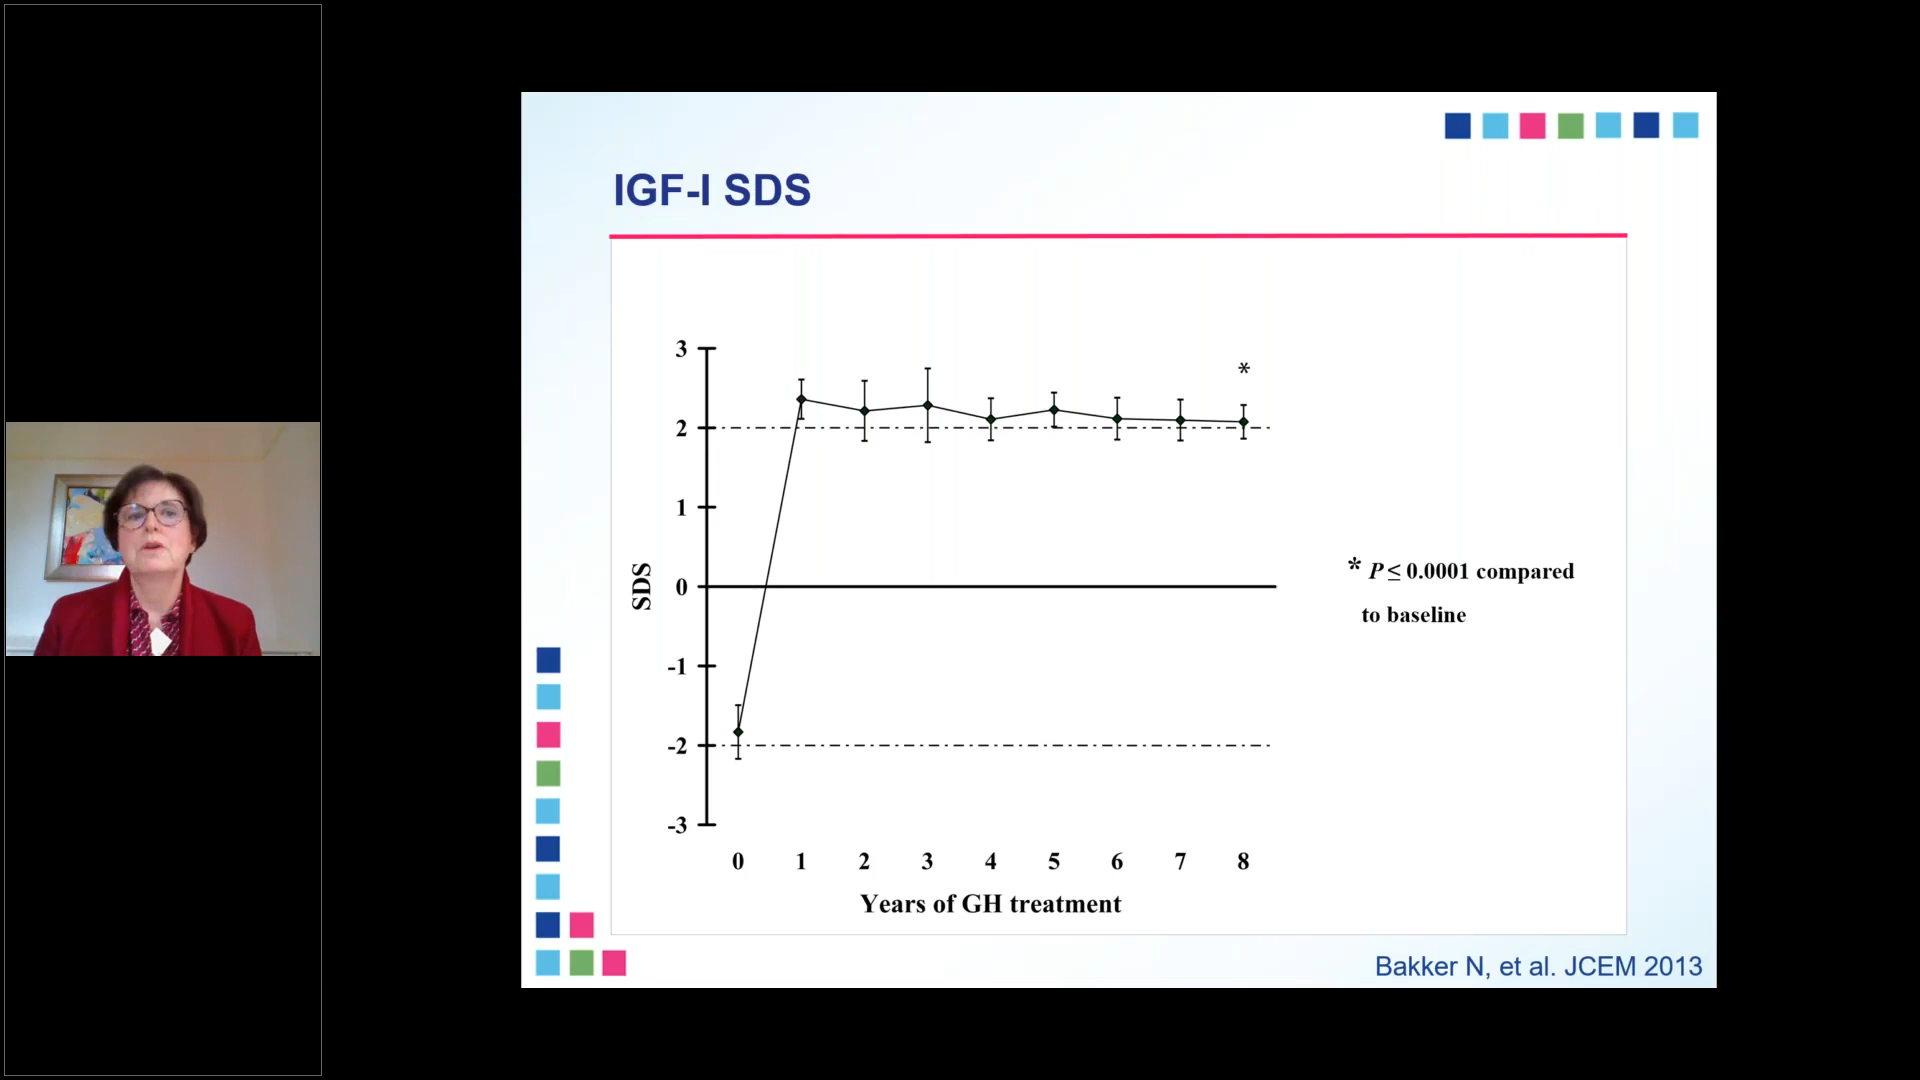 IGF-I SDS
3
*
2
1
SDS
0
* P ≤ 0.0001 compared
to baseline
-1
-2
-3
0 1 2 3 4 5 6 7 8
Years of GH treatment
Bakker N, et al. JCEM 2013